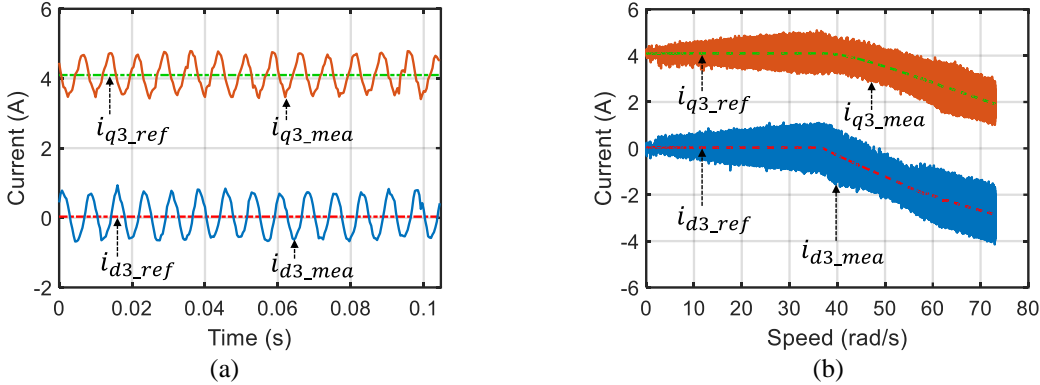 6
4
2
0
-2
Current (A)
i_q3_ref
i_q3_mea
i_d3_ref
i_d3_mea
0
0.02
0.04
0.06
0.08
0.1
Time (s)
(a)
6
4
2
0
-2
-4
-6
Current (A)
i_q3_ref
i_q3_mea
i_d3_ref
i_d3_mea
0
10
20
30
40
50
60
70
80
Speed (rad/s)
(b)